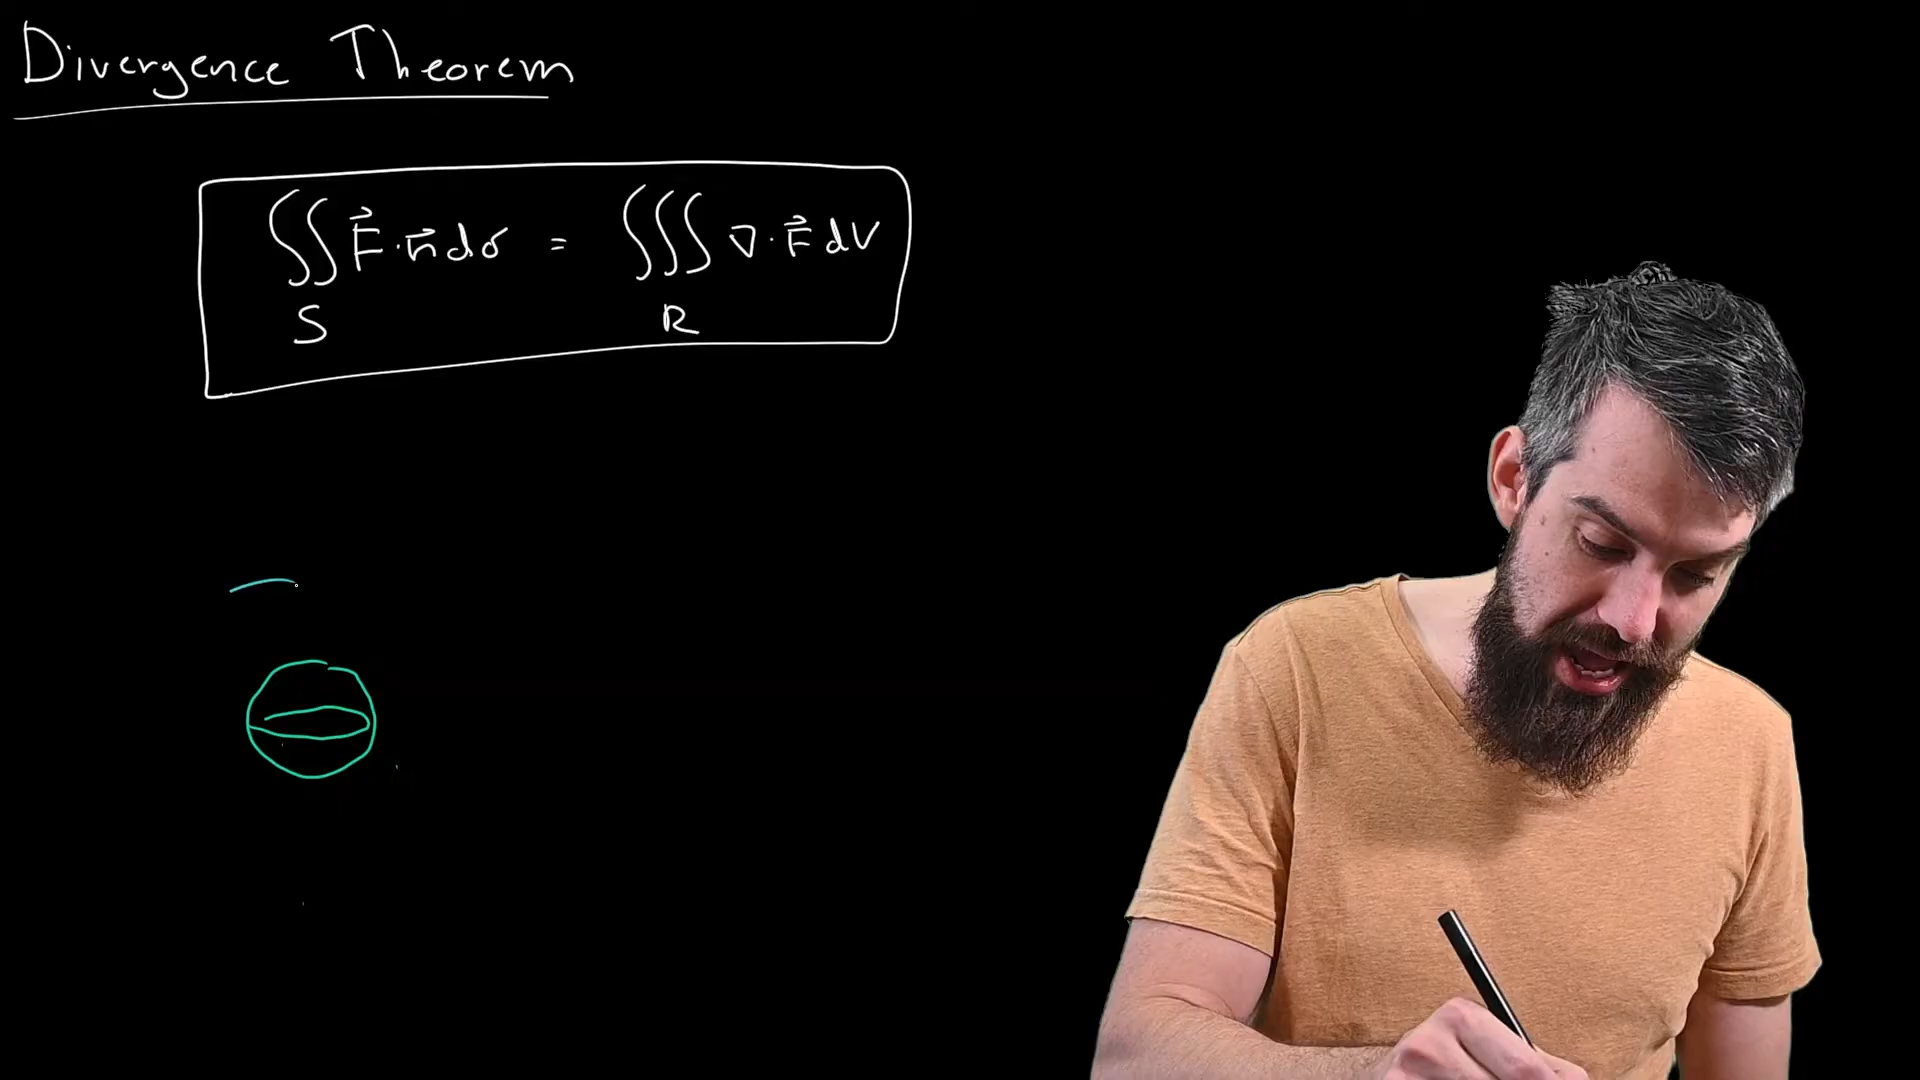 Divergence Theorem
∬ F⃗ · n⃗ dσ = ∭ ∇ · F⃗ dV
S R